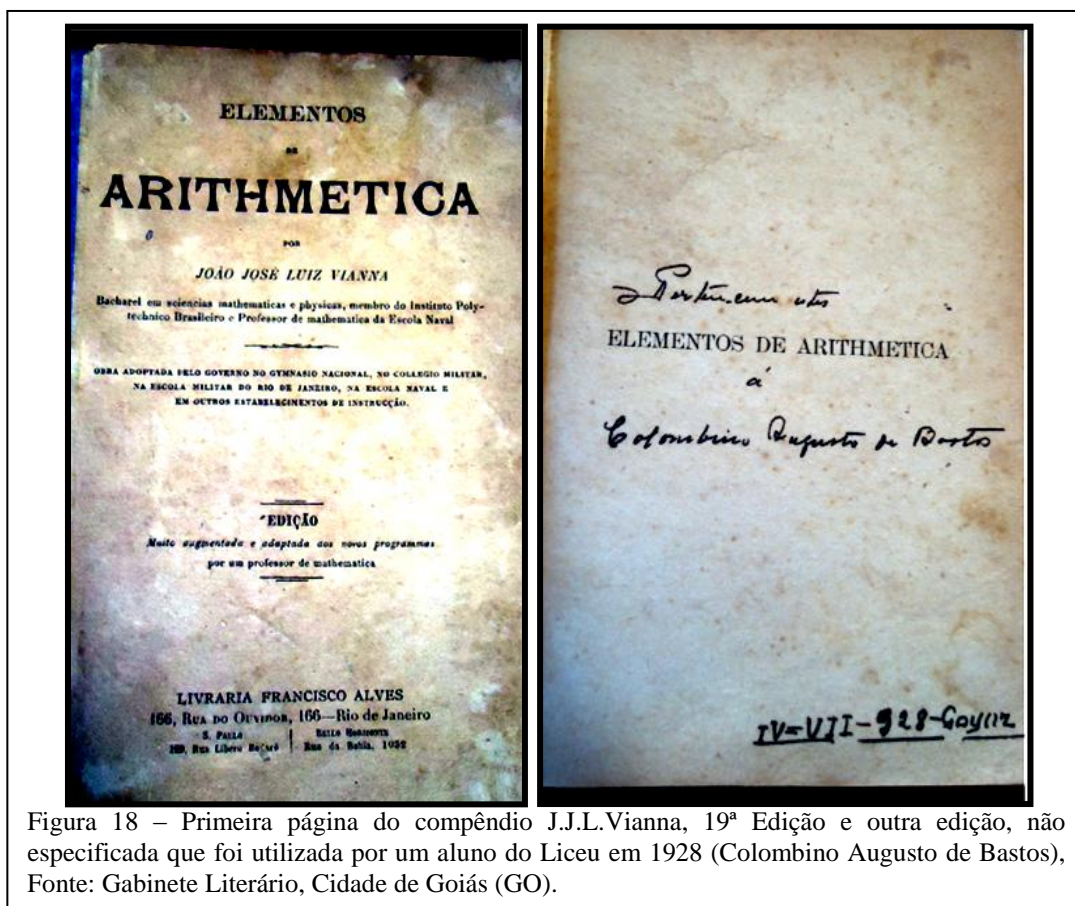 ELEMENTOS
DE
ARITHMETICA
POR
JOÃO JOSÉ LUIZ VIANNA
Bacharel em sciencias mathematicas e physicas, membro do Instituto Poly-
technico Brasileiro e Professor de mathematica da Escola Naval
OBRA ADOPTADA PELO GOVERNO NO GYMNASIO NACIONAL, NO COLLEGIO MILITAR,
NA ESCOLA MILITAR DO RIO DE JANEIRO, NA ESCOLA NAVAL E
EM OUTROS ESTABELECIMENTOS DE INSTRUCÇÃO.
EDIÇÃO
Muito augmentada e adaptada aos novos programmas
por um professor de mathematica
LIVRARIA FRANCISCO ALVES
166, RUA DO OUVIDOR, 166—Rio de Janeiro
S. PAULO
Rua Libero Badaró
BELLO HORIZONTE
Rua da Bahia, 1052
ELEMENTOS DE ARITHMETICA
á
Colombino Augusto de Bastos
IV=VII-928-Goyaz
Figura 18 – Primeira página do compêndio J.J.L.Vianna, 19ª Edição e outra edição, não
especificada que foi utilizada por um aluno do Liceu em 1928 (Colombino Augusto de Bastos),
Fonte: Gabinete Literário, Cidade de Goiás (GO).